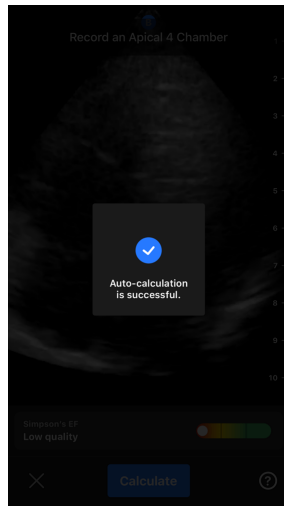 Record an Apical 4 Chamber
2
3
4
5
6
7
8
9
10
Auto-calculation
is successful.
Simpson's EF
Low quality
Calculate
?